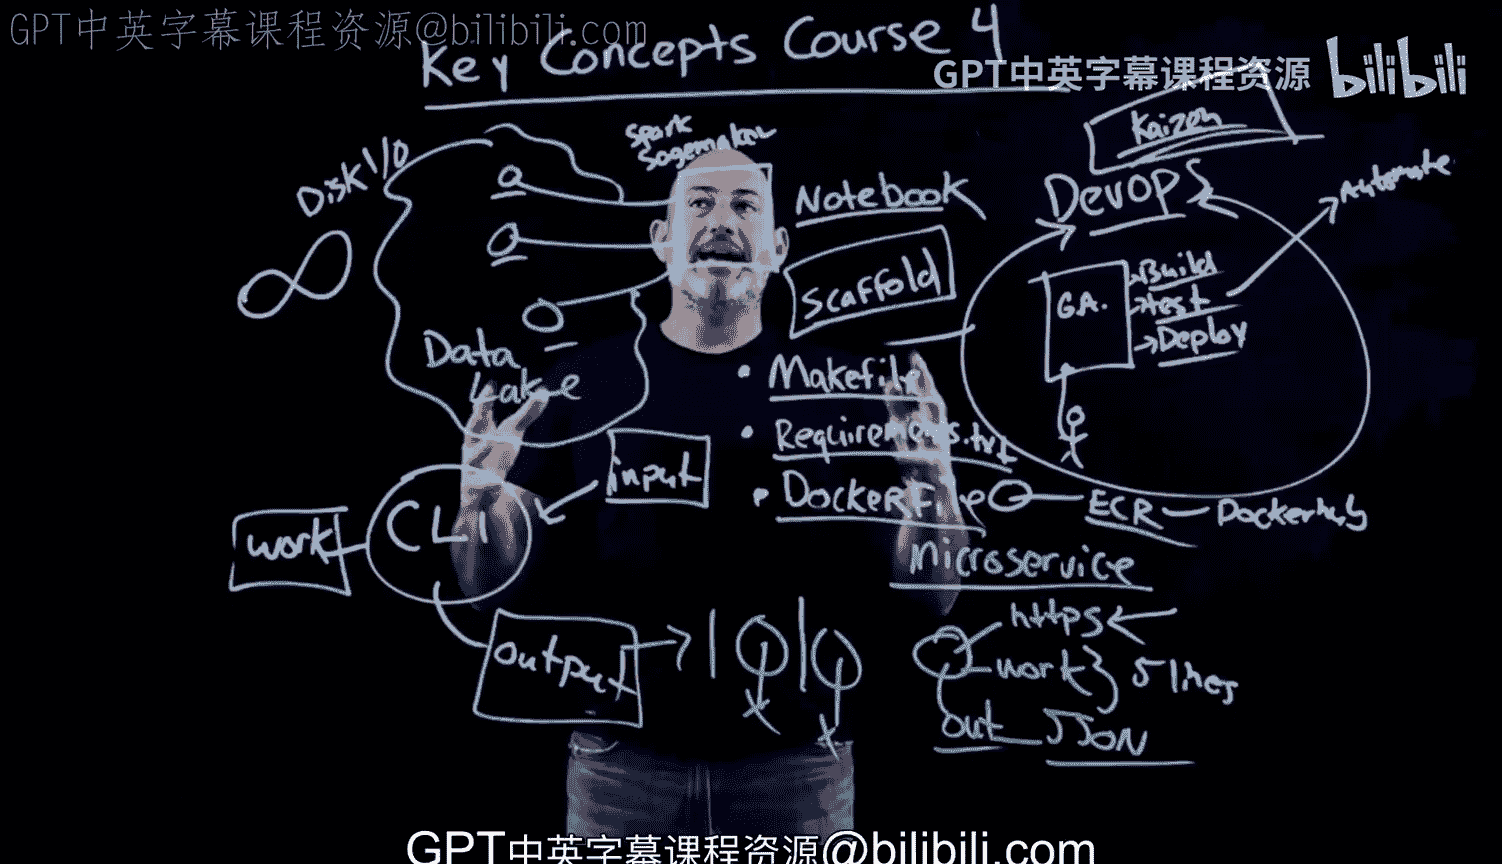 GPT中英字幕课程资源@bilibili.com
Key Concepts Course 4
GPT中英字幕课程资源 bilibili
Disk I/O
Spark
Sagemaker
Notebook
Scaffold
Kaizen
DevOps
Automate
G.A.
Build
test
Deploy
Data
Lake
• Makefile
• Requirements.txt
• DockerFile
ECR — Dockerhub
input
CLI
work
output
microservice
https
work } 5 lines
out JSON
GPT中英字幕课程资源@bilibili.com